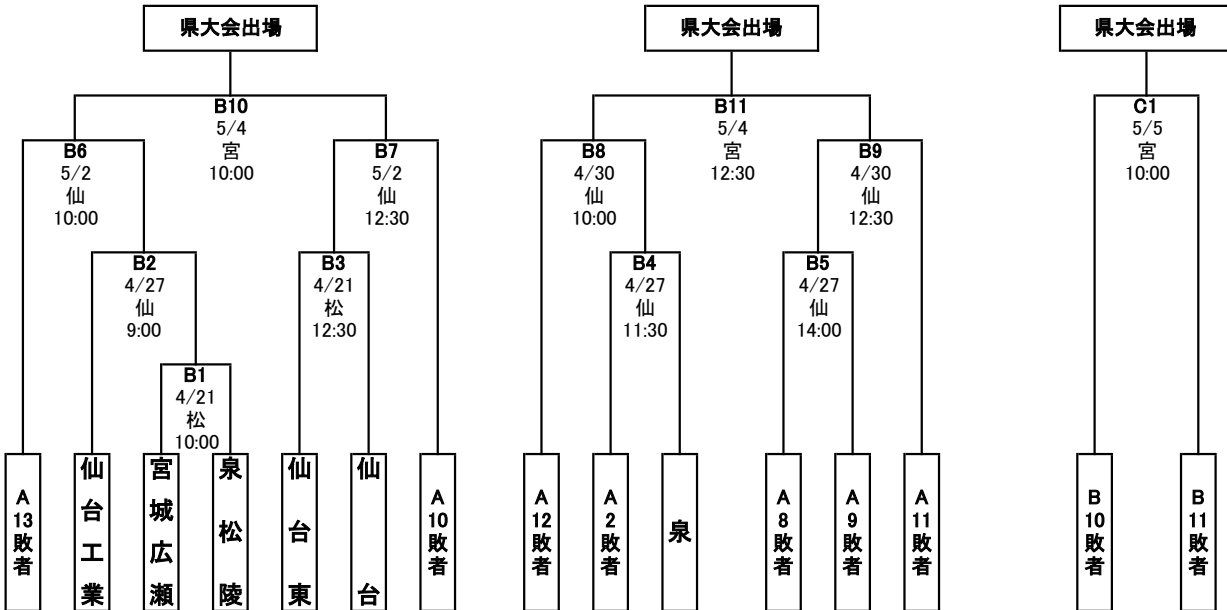 県大会出場
県大会出場
県大会出場
B10
5/4
宮
10:00
B11
5/4
宮
12:30
C1
5/5
宮
10:00
B6
5/2
仙
10:00
B7
5/2
仙
12:30
B8
4/30
仙
10:00
B9
4/30
仙
12:30
B2
4/27
仙
9:00
B3
4/21
松
12:30
B4
4/27
仙
11:30
B5
4/27
仙
14:00
B1
4/21
松
10:00
A13敗者
仙台工業
宮城広瀬
泉松陵
仙台東
仙台
A10敗者
A12敗者
A2敗者
泉
A8敗者
A9敗者
A11敗者
B10敗者
B11敗者